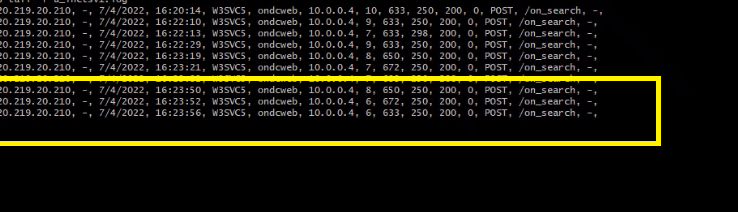 20.219.20.210, -, 7/4/2022, 16:20:14, W3SVC5, ondcweb, 10.0.0.4, 10, 633, 250, 200, 0, POST, /on_search, -,
20.219.20.210, -, 7/4/2022, 16:22:10, W3SVC5, ondcweb, 10.0.0.4, 9, 633, 250, 200, 0, POST, /on_search, -,
20.219.20.210, -, 7/4/2022, 16:22:13, W3SVC5, ondcweb, 10.0.0.4, 7, 633, 298, 200, 0, POST, /on_search, -,
20.219.20.210, -, 7/4/2022, 16:22:29, W3SVC5, ondcweb, 10.0.0.4, 9, 633, 250, 200, 0, POST, /on_search, -,
20.219.20.210, -, 7/4/2022, 16:23:19, W3SVC5, ondcweb, 10.0.0.4, 8, 650, 250, 200, 0, POST, /on_search, -,
20.219.20.210, -, 7/4/2022, 16:23:21, W3SVC5, ondcweb, 10.0.0.4, 7, 672, 250, 200, 0, POST, /on_search, -,
20.219.20.210, -, 7/4/2022, 16:23:50, W3SVC5, ondcweb, 10.0.0.4, 8, 650, 250, 200, 0, POST, /on_search, -,
20.219.20.210, -, 7/4/2022, 16:23:52, W3SVC5, ondcweb, 10.0.0.4, 6, 672, 250, 200, 0, POST, /on_search, -,
20.219.20.210, -, 7/4/2022, 16:23:56, W3SVC5, ondcweb, 10.0.0.4, 6, 633, 250, 200, 0, POST, /on_search, -,